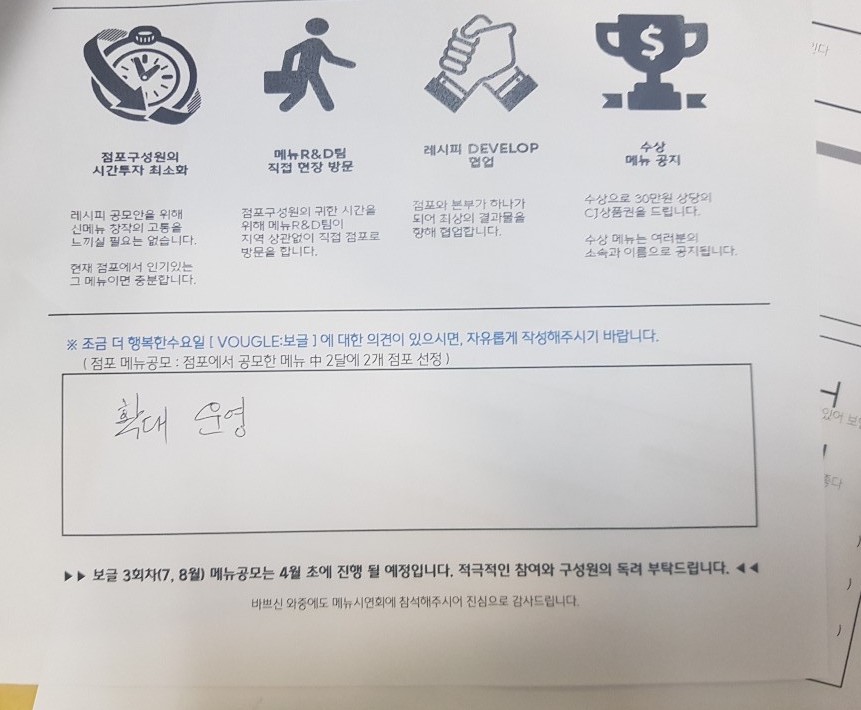 점포구성원의
시간투자 최소화
레시피 공모안을 위해
신메뉴 창작의 고통을
느끼실 필요는 없습니다.
현재 점포에서 인기있는
그 메뉴이면 충분합니다.
메뉴R&D팀
직접 현장 방문
점포구성원의 귀한 시간을
위해 메뉴R&D팀이
지역 상관없이 직접 점포로
방문을 합니다.
레시피 DEVELOP
협업
점포와 본부가 하나가
되어 최상의 결과물을
향해 협업합니다.
$
수상
메뉴 공지
수상으로 30만원 상당의
CJ상품권을 드립니다.
수상 메뉴는 여러분의
소속과 이름으로 공지됩니다.
※ 조금 더 행복한수요일 [ VOUGLE:보글 ] 에 대한 의견이 있으시면, 자유롭게 작성해주시기 바랍니다.
( 점포 메뉴공모 : 점포에서 공모한 메뉴 中 2달에 2개 점포 선정 )
확대 운영
▶▶ 보글 3회차(7, 8월) 메뉴공모는 4월 초에 진행 될 예정입니다. 적극적인 참여와 구성원의 독려 부탁드립니다. ◀◀
바쁘신 와중에도 메뉴시연회에 참석해주시어 진심으로 감사드립니다.